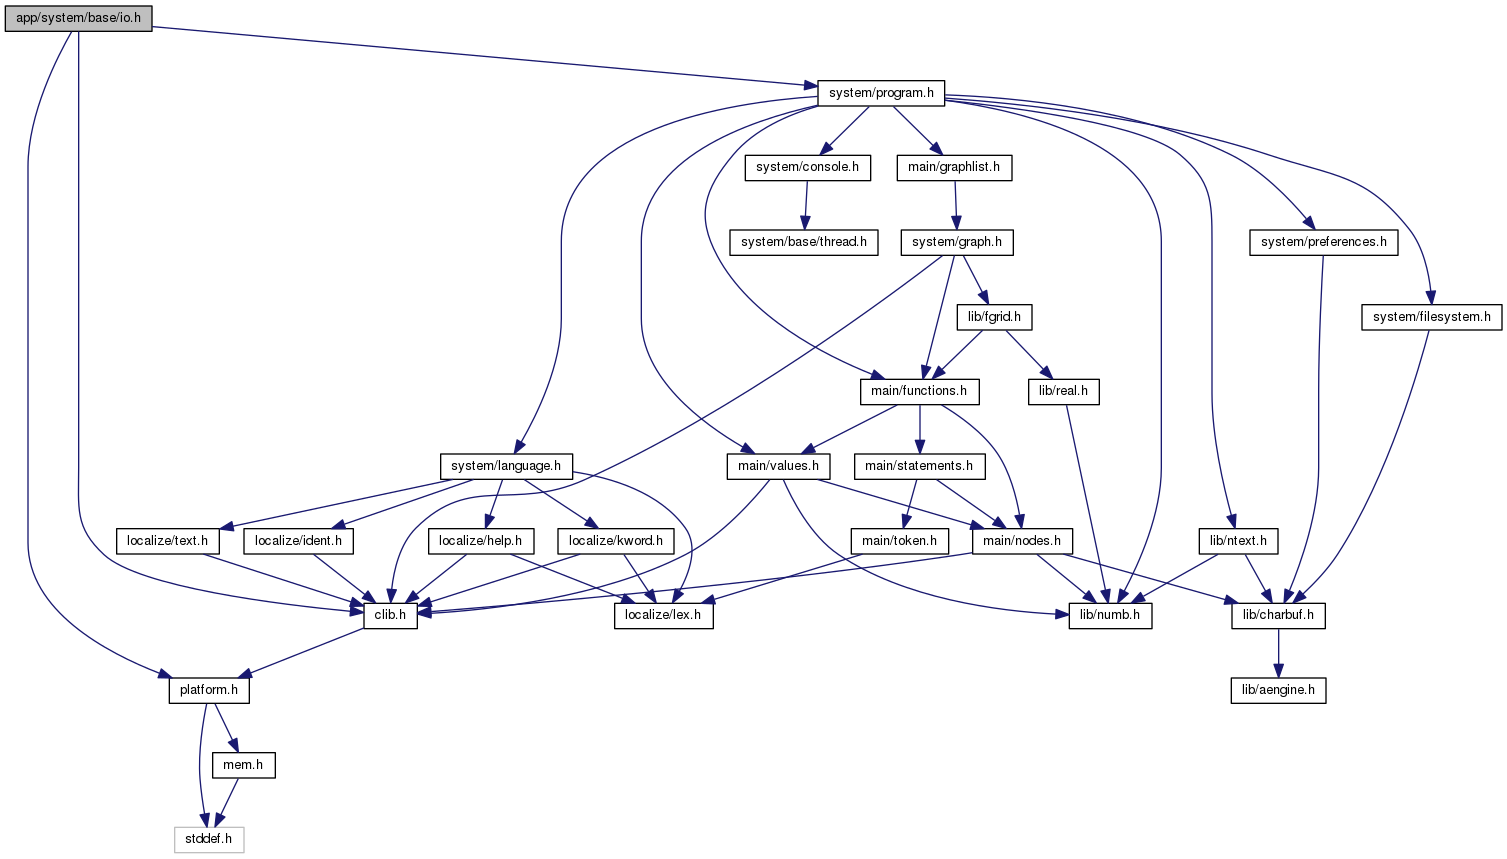 app/system/base/io.h
system/program.h
system/console.h
main/graphlist.h
system/base/thread.h
system/graph.h
system/preferences.h
lib/fgrid.h
system/filesystem.h
main/functions.h
lib/real.h
system/language.h
main/values.h
main/statements.h
localize/text.h
localize/ident.h
localize/help.h
localize/kword.h
main/token.h
main/nodes.h
lib/ntext.h
clib.h
localize/lex.h
lib/numb.h
lib/charbuf.h
platform.h
lib/aengine.h
mem.h
stddef.h